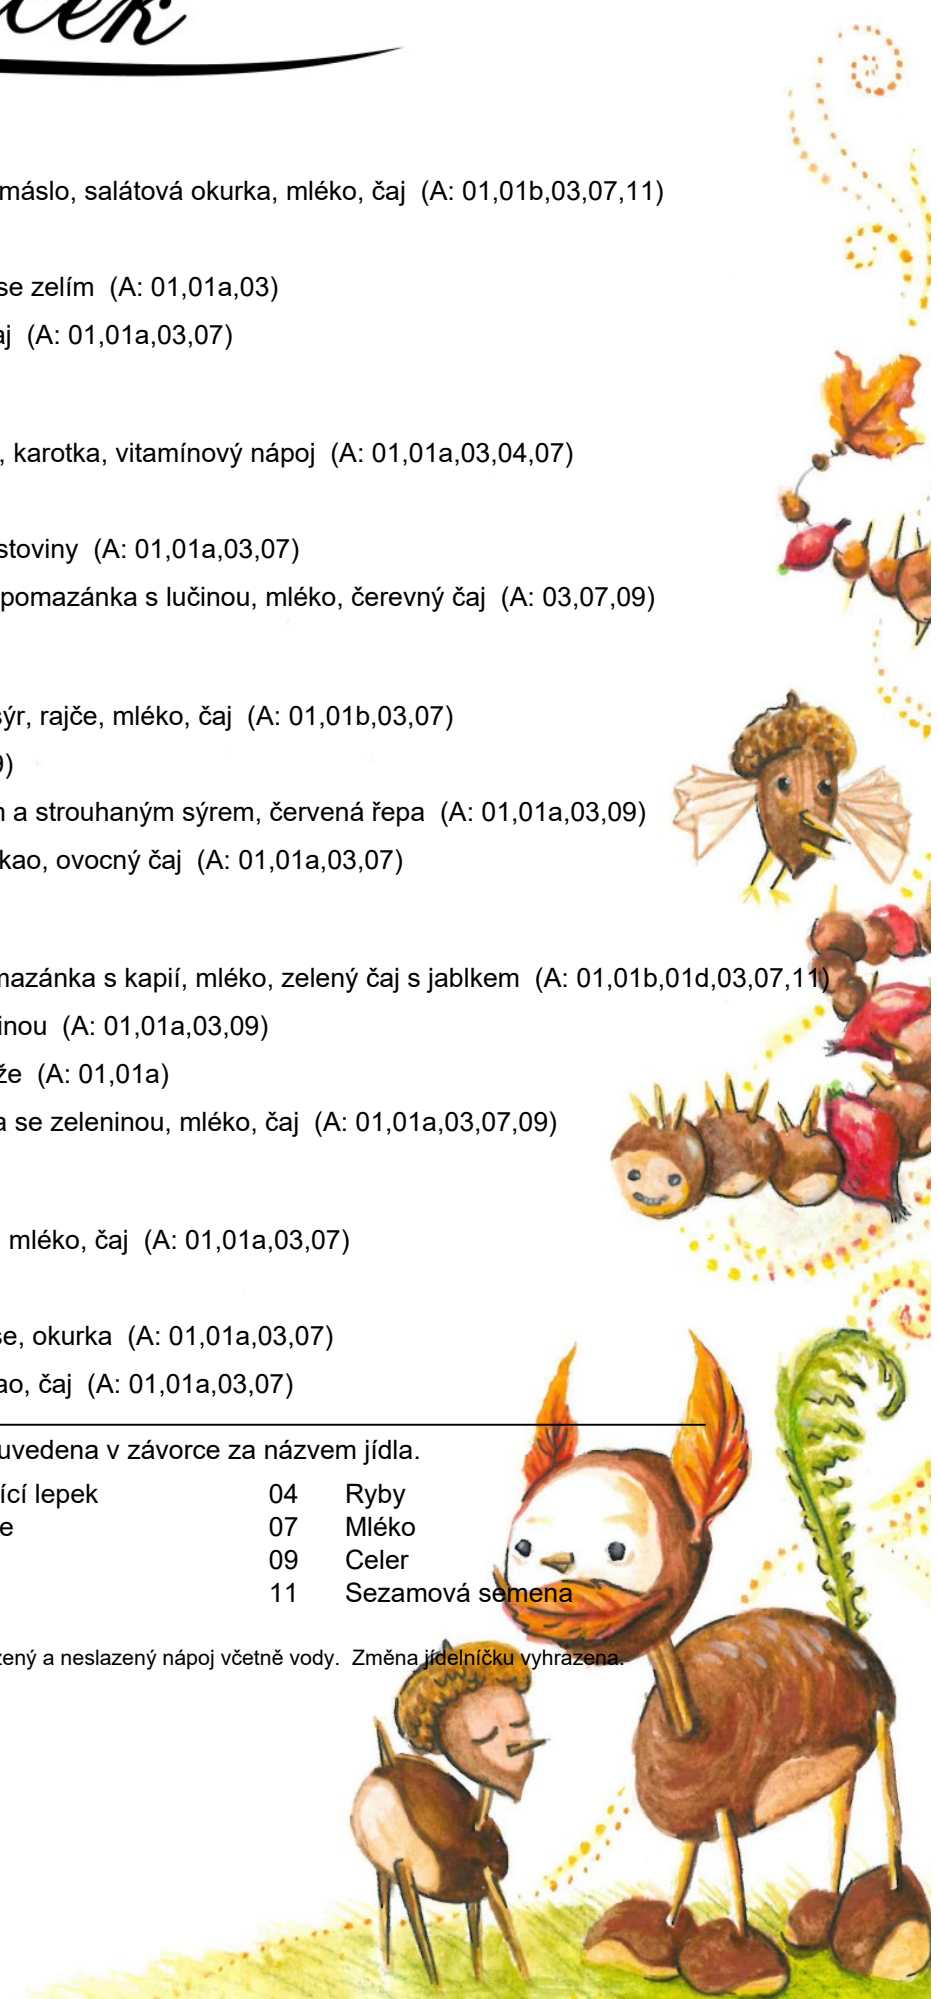 máslo, salátová okurka, mléko, čaj (A: 01,01b,03,07,11)
se zelím (A: 01,01a,03)
aj (A: 01,01a,03,07)
, karotka, vitamínový nápoj (A: 01,01a,03,04,07)
stoviny (A: 01,01a,03,07)
pomazánka s lučinou, mléko, čerevný čaj (A: 03,07,09)
sýr, rajče, mléko, čaj (A: 01,01b,03,07)
9)
a strouhaným sýrem, červená řepa (A: 01,01a,03,09)
kao, ovocný čaj (A: 01,01a,03,07)
mazánka s kapií, mléko, zelený čaj s jablkem (A: 01,01b,01d,03,07,11)
inou (A: 01,01a,03,09)
že (A: 01,01a)
a se zeleninou, mléko, čaj (A: 01,01a,03,07,09)
mléko, čaj (A: 01,01a,03,07)
se, okurka (A: 01,01a,03,07)
ao, čaj (A: 01,01a,03,07)
uvedena v závorce za názvem jídla.
ící lepek 04 Ryby
e 07 Mléko
09 Celer
11 Sezamová semena
zený a neslazený nápoj včetně vody. Změna jídelníčku vyhrazena.